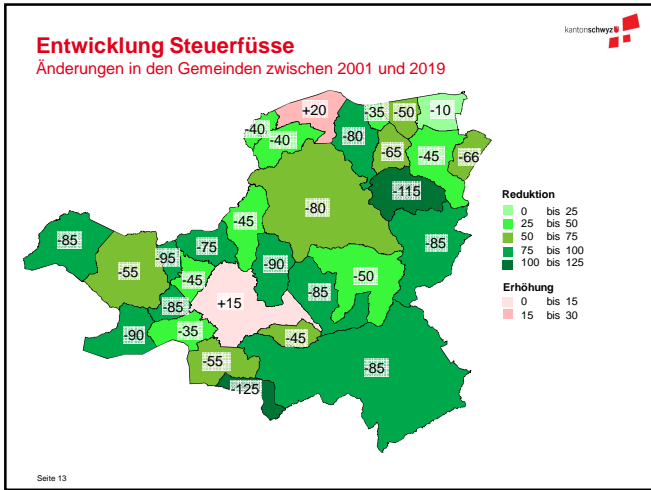 kantonschwyz
Entwicklung Steuerfüsse
Änderungen in den Gemeinden zwischen 2001 und 2019
+20
-35
-50
-10
-40
-40
-80
-65
-45
-66
-115
-80
-45
-85
-85
-75
-55
-95
-90
-50
-45
-85
-85
+15
-90
-35
-45
-55
-85
-125
Reduktion
0 bis 25
25 bis 50
50 bis 75
75 bis 100
100 bis 125
Erhöhung
0 bis 15
15 bis 30
Seite 13